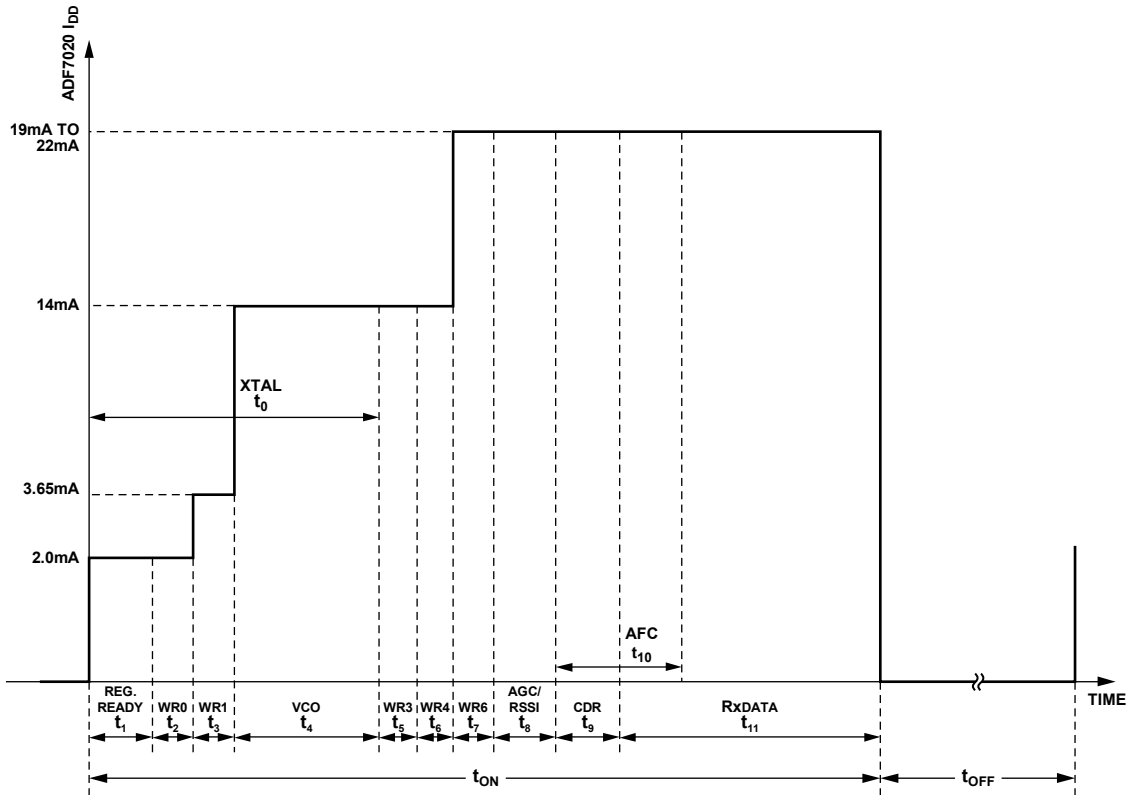 ADF7020 IDD
19mA TO
22mA
14mA
XTAL
t0
3.65mA
2.0mA
AFC
t10
TIME
REG.
READY
t1
WR0
t2
WR1
t3
VCO
t4
WR3
t5
WR4
t6
WR6
t7
AGC/
RSSI
t8
CDR
t9
RxDATA
t11
tON
tOFF